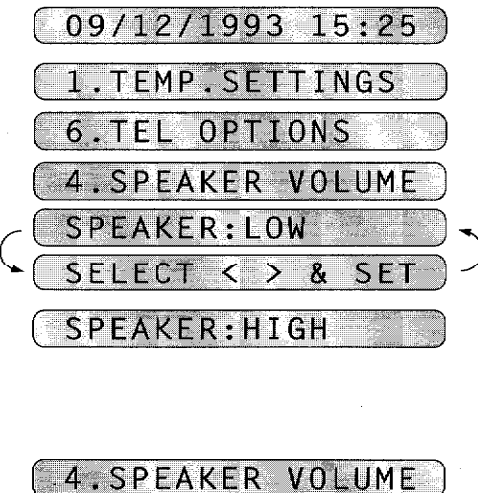 09/12/1993 15:25
1.TEMP.SETTINGS
6.TEL OPTIONS
4.SPEAKER VOLUME
SPEAKER:LOW
SELECT < > & SET
SPEAKER:HIGH
4.SPEAKER VOLUME